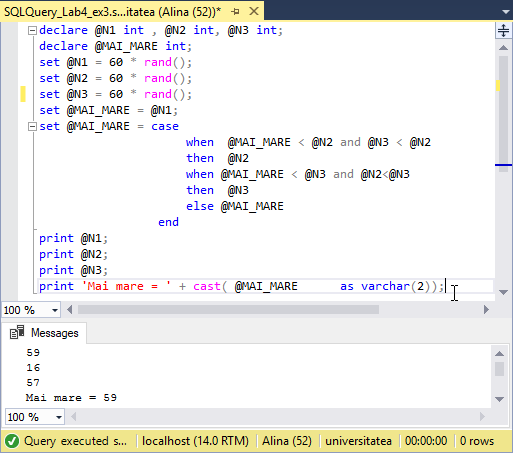 SQLQuery_Lab4_ex3.s...itatea (Alina (52))*
declare @N1 int , @N2 int, @N3 int;
declare @MAI_MARE int;
set @N1 = 60 * rand();
set @N2 = 60 * rand();
set @N3 = 60 * rand();
set @MAI_MARE = @N1;
set @MAI_MARE = case
when @MAI_MARE < @N2 and @N3 < @N2
then @N2
when @MAI_MARE < @N3 and @N2<@N3
then @N3
else @MAI_MARE
end
print @N1;
print @N2;
print @N3;
print 'Mai mare = ' + cast( @MAI_MARE as varchar(2));
100 %
Messages
59
16
57
Mai mare = 59
100 %
Query executed s... localhost (14.0 RTM) Alina (52) universitatea 00:00:00 0 rows